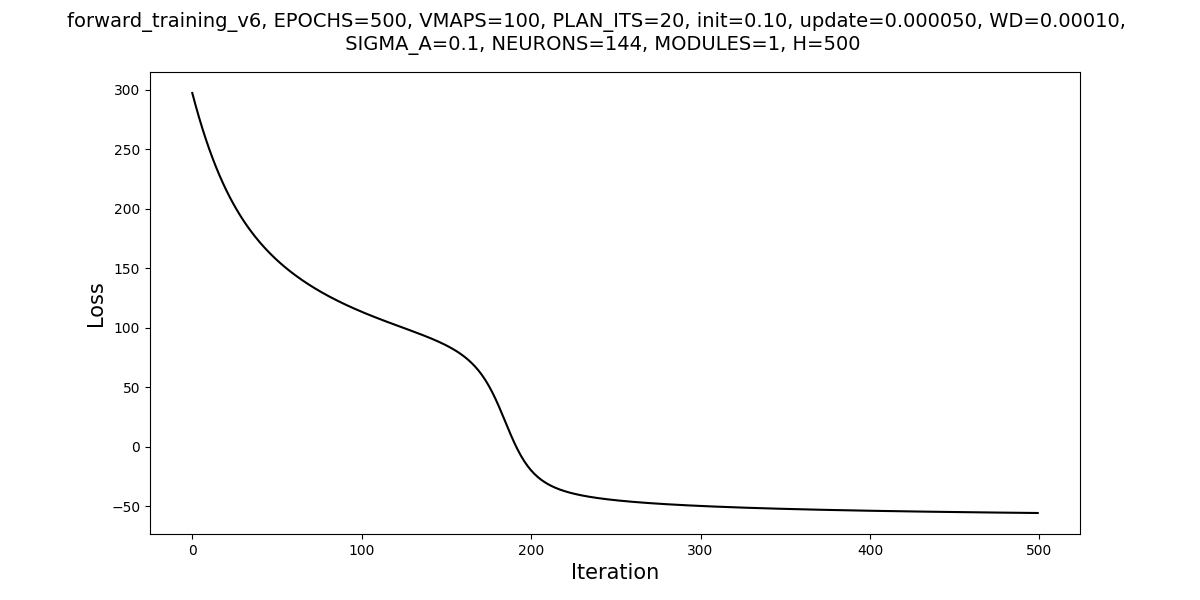 forward_training_v6, EPOCHS=500, VMAPS=100, PLAN_ITS=20, init=0.10, update=0.000050, WD=0.00010,
SIGMA_A=0.1, NEURONS=144, MODULES=1, H=500
300
250
200
150
100
50
0
−50
Loss
0 100 200 300 400 500
Iteration